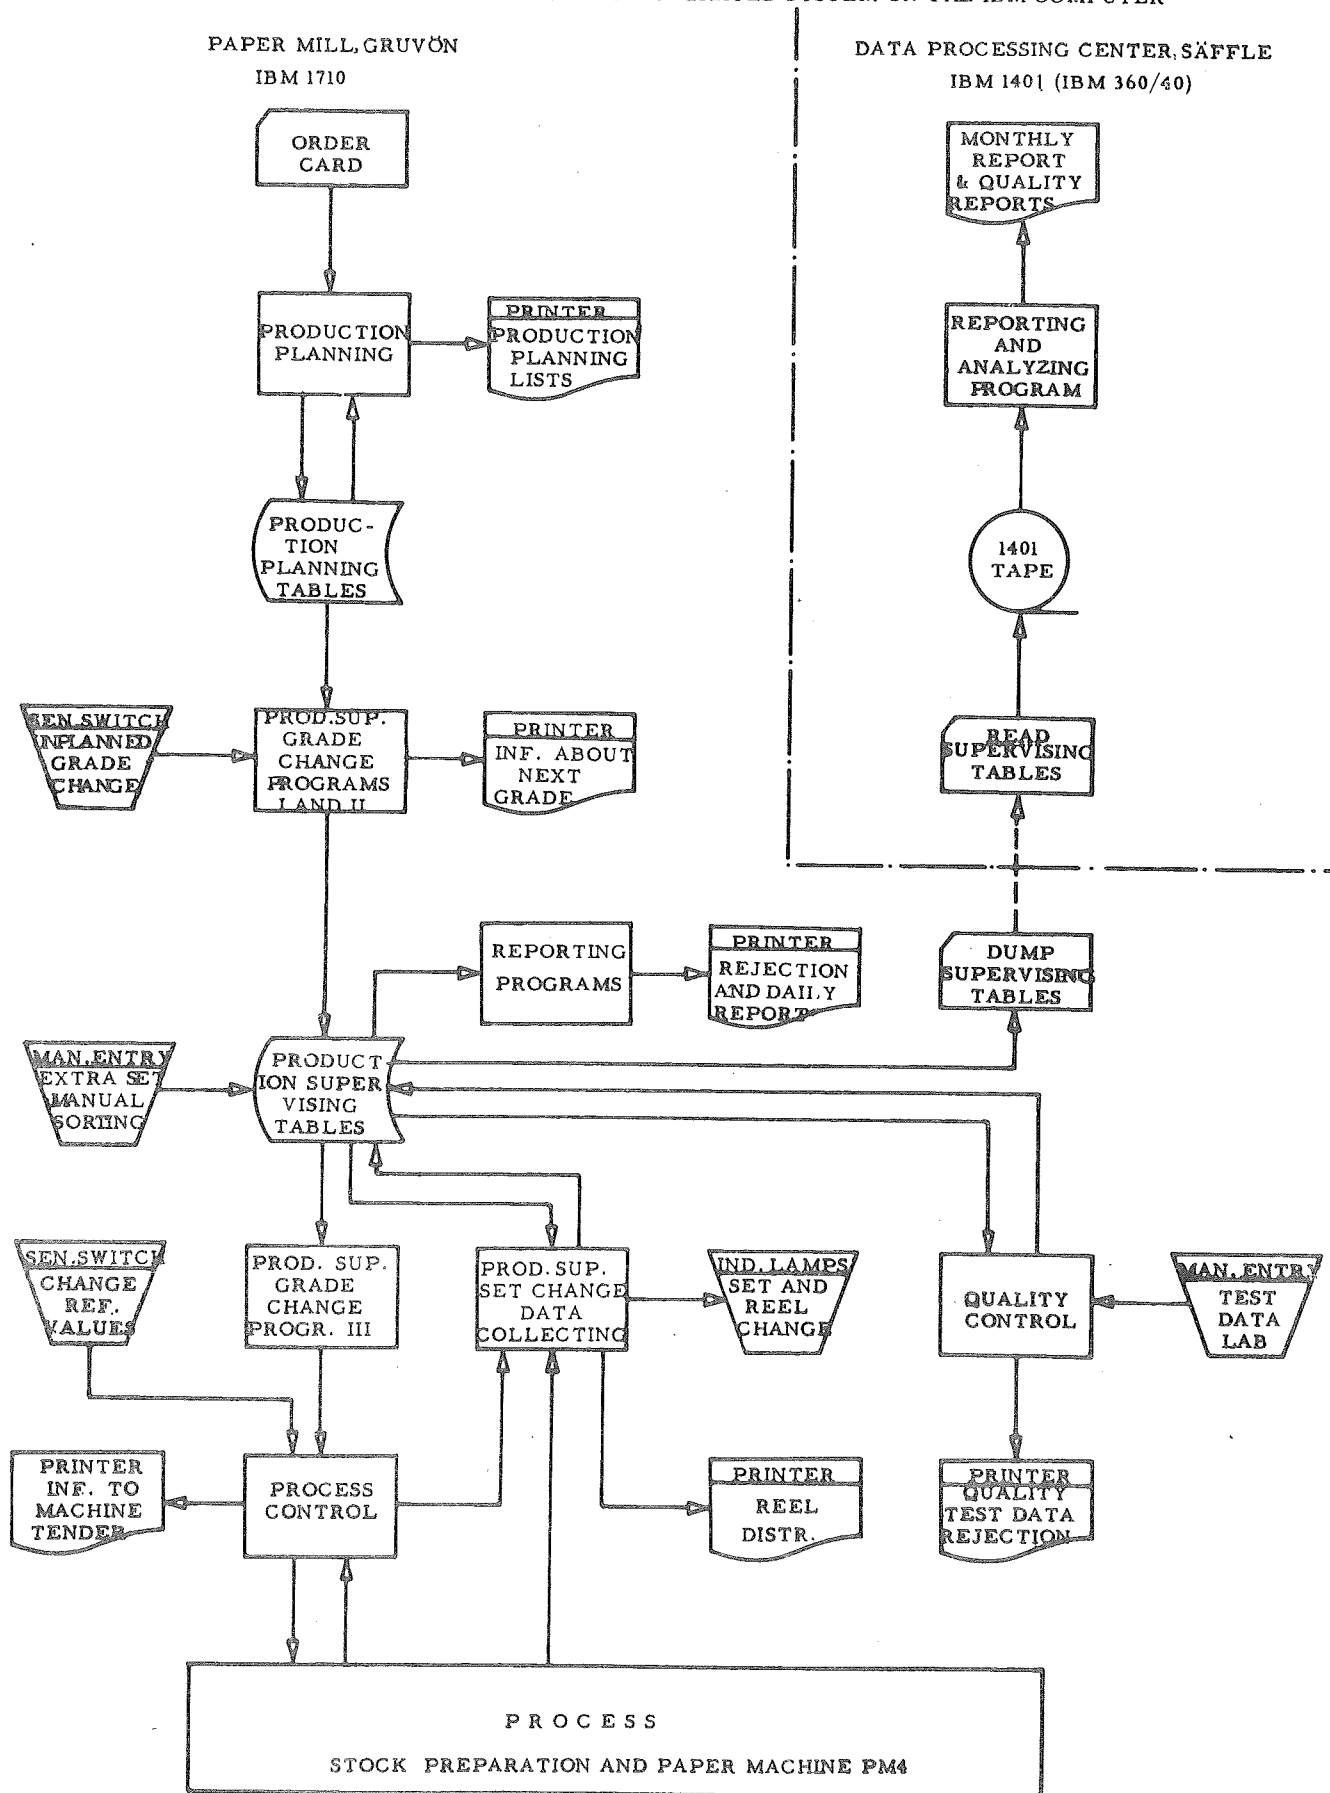 SYSTEM ON THE IBM COMPUTER
PAPER MILL, GRUVÖN
IBM 1710
DATA PROCESSING CENTER, SÄFFLE
IBM 1401 (IBM 360/40)
ORDER
CARD
MONTHLY
REPORT
& QUALITY
REPORTS
PRODUCTION
PLANNING
PRINTER
PRODUCTION
PLANNING
LISTS
REPORTING
AND
ANALYZING
PROGRAM
PRODUC-
TION
PLANNING
TABLES
1401
TAPE
SEN. SWITCH
UNPLANNED
GRADE
CHANGE
PROD. SUP.
GRADE
CHANGE
PROGRAMS
I AND II
PRINTER
INF. ABOUT
NEXT
GRADE
READ
SUPERVISING
TABLES
REPORTING
PROGRAMS
PRINTER
REJECTION
AND DAILY
REPORT
DUMP
SUPERVISING
TABLES
MAN. ENTRY
EXTRA SET
MANUAL
SORTING
PRODUCT
ION SUPER
VISING
TABLES
SEN. SWITCH
CHANGE
REF.
VALUES
PROD. SUP.
GRADE
CHANGE
PROGR. III
PROD. SUP.
SET CHANGE
DATA
COLLECTING
IND. LAMPS
SET AND
REEL
CHANGE
QUALITY
CONTROL
MAN. ENTRY
TEST
DATA
LAB
PRINTER
INF. TO
MACHINE
TENDER
PROCESS
CONTROL
PRINTER
REEL
DISTR.
PRINTER
QUALITY
TEST DATA
REJECTION
PROCESS
STOCK PREPARATION AND PAPER MACHINE PM4